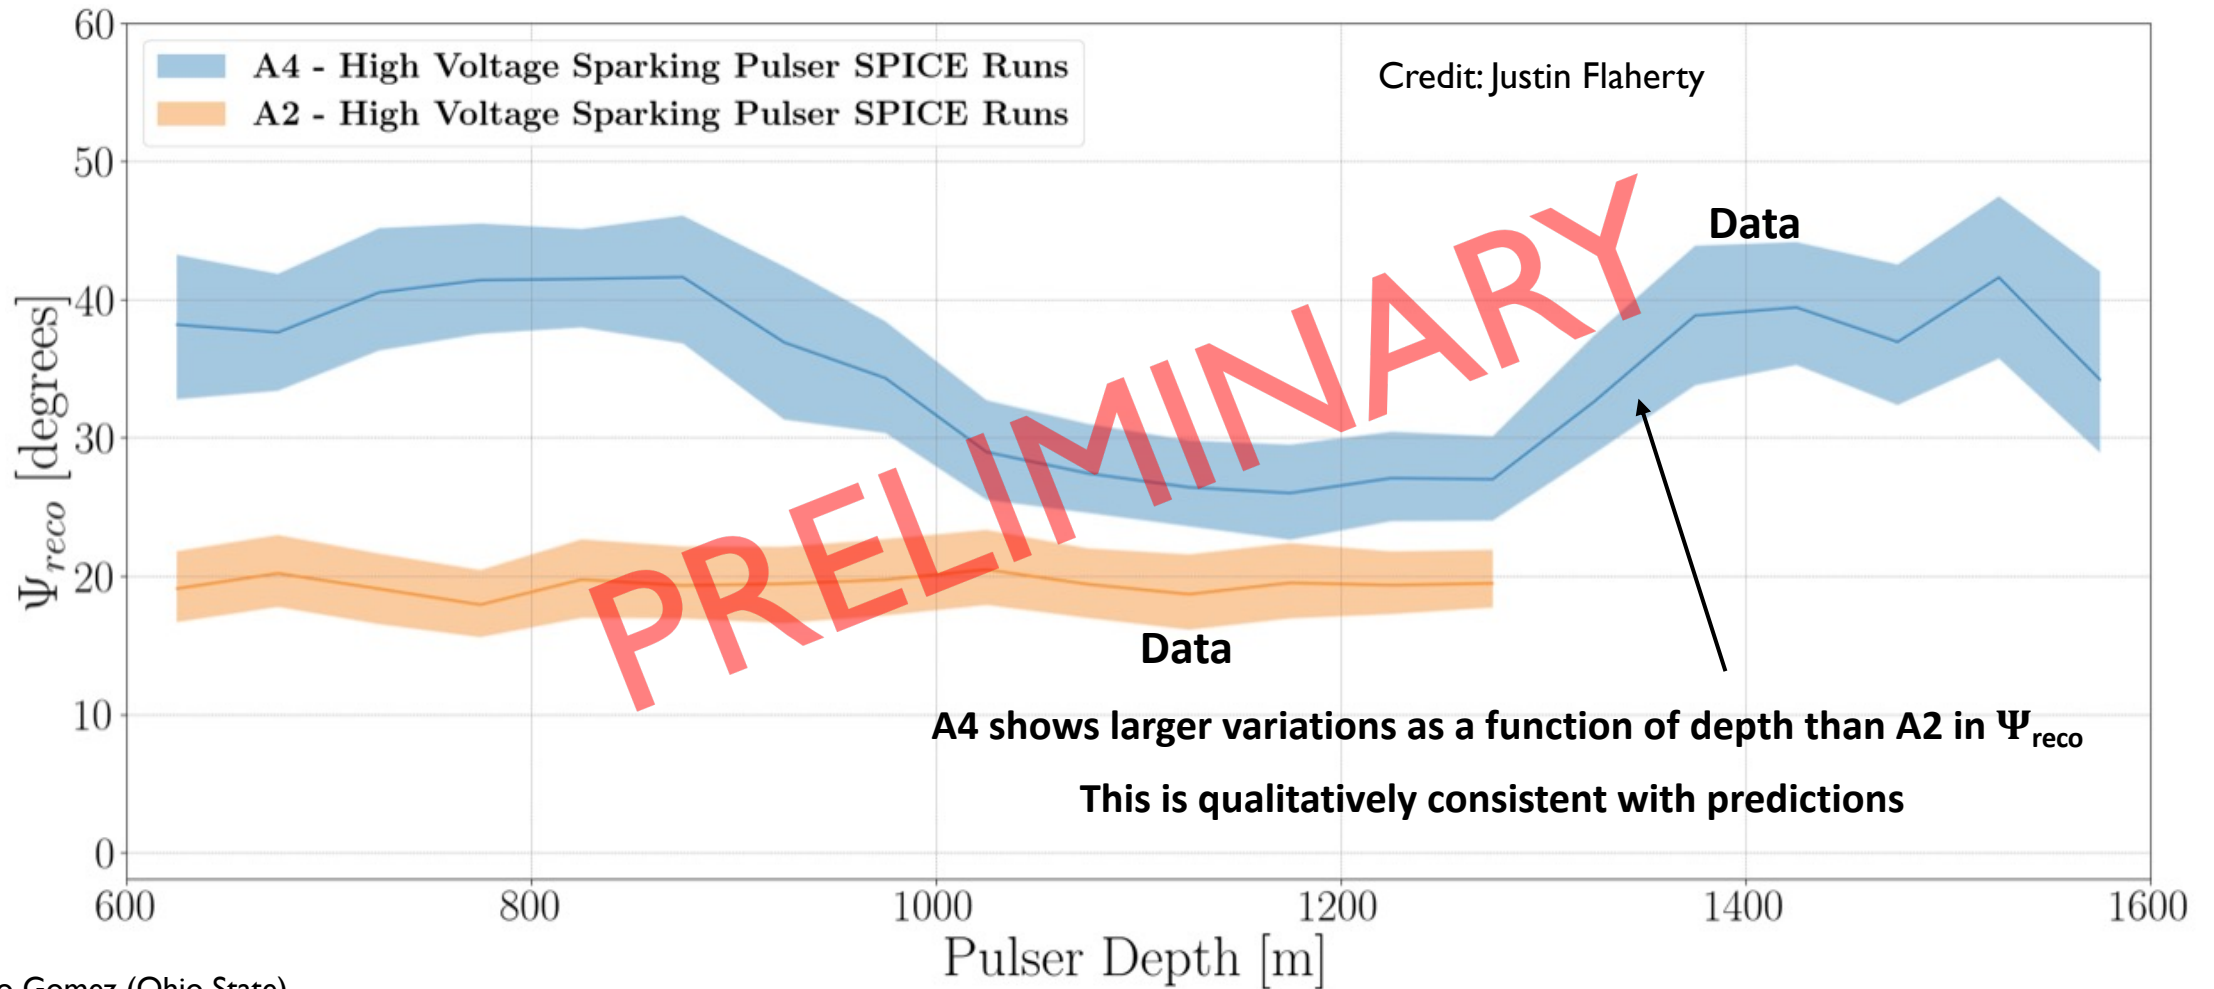 60
50
40
30
20
10
0
Ψreco [degrees]
A4 - High Voltage Sparking Pulser SPICE Runs
A2 - High Voltage Sparking Pulser SPICE Runs
Credit: Justin Flaherty
Data
PRELIMINARY
Data
A4 shows larger variations as a function of depth than A2 in Ψreco
This is qualitatively consistent with predictions
600 800 1000 1200 1400 1600
Pulser Depth [m]
Gomez (Ohio State)